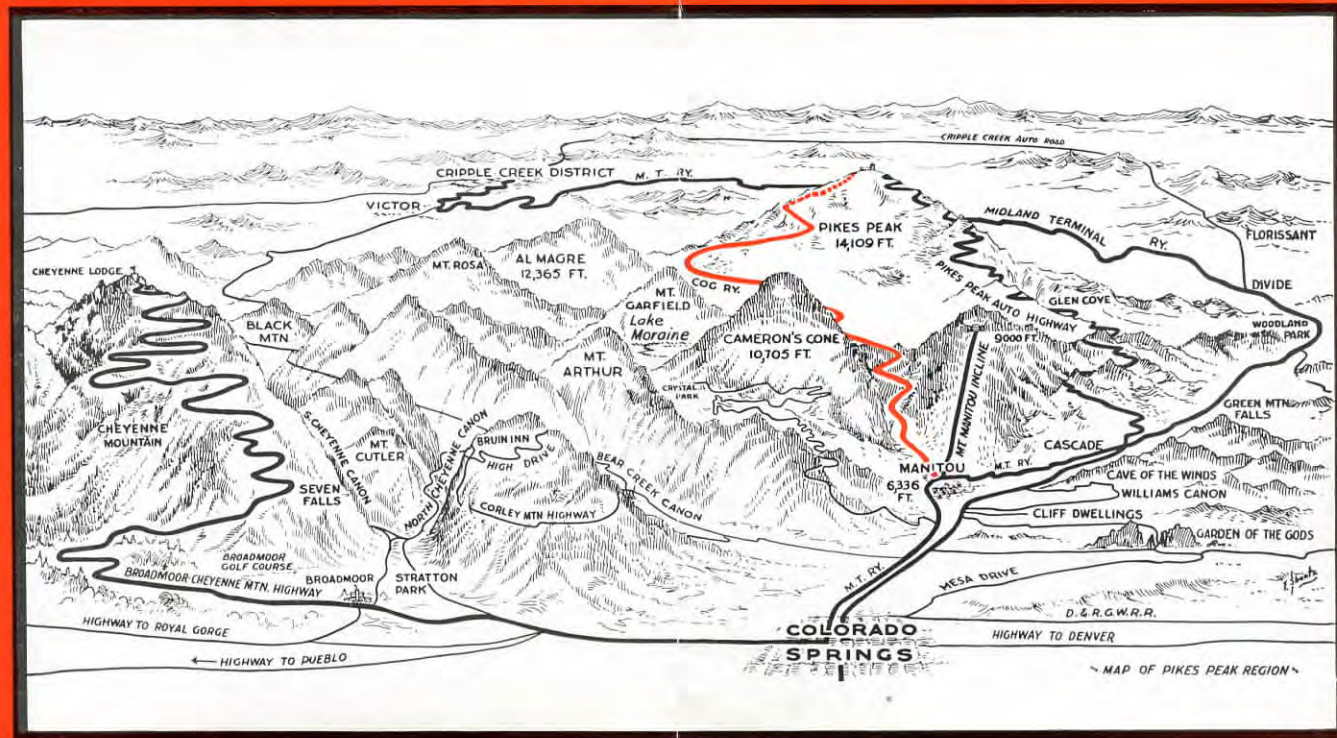 CRIPPLE CREEK AUTO ROAD
CRIPPLE CREEK DISTRICT
M. T. RY.
VICTOR
PIKES PEAK
14,109 FT.
MIDLAND TERMINAL
RY.
FLORISSANT
CHEYENNE LODGE
MT. ROSA
AL MAGRE
12,365 FT.
COG RY.
PIKES PEAK AUTO HIGHWAY
GLEN COVE
DIVIDE
BLACK
MTN.
MT.
GARFIELD
Lake
Moraine
CAMERON'S CONE
10,705 FT.
9000 FT.
WOODLAND
PARK
MT.
ARTHUR
CRYSTAL
PARK
MT MANITOU INCLINE
GREEN MTN
FALLS
CHEYENNE
MOUNTAIN
S. CHEYENNE CANON
MT.
CUTLER
NORTH CHEYENNE CANON
BRUIN INN
HIGH DRIVE
BEAR CREEK CANON
CORLEY MTN HIGHWAY
CASCADE
MANITOU
6,336
FT.
M.T. RY.
CAVE OF THE WINDS
WILLIAMS CANON
CLIFF DWELLINGS
GARDEN OF THE GODS
SEVEN
FALLS
BROADMOOR
GOLF COURSE
BROADMOOR-CHEYENNE MTN. HIGHWAY
BROADMOOR
STRATTON
PARK
M.T. RY.
MESA DRIVE
D. & R.G.W.R.R.
HIGHWAY TO ROYAL GORGE
COLORADO
SPRINGS
HIGHWAY TO DENVER
← HIGHWAY TO PUEBLO
~ MAP OF PIKES PEAK REGION ~